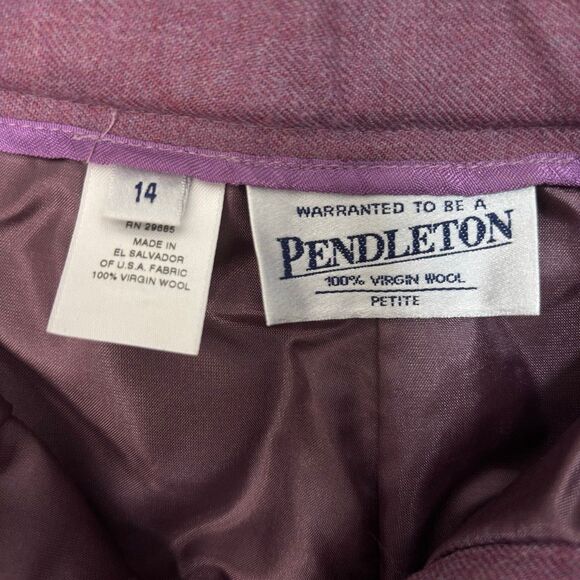 14
RN 29685
MADE IN
EL SALVADOR
OF U.S.A. FABRIC
100% VIRGIN WOOL
WARRANTED TO BE A
PENDLETON
100% VIRGIN WOOL
PETITE